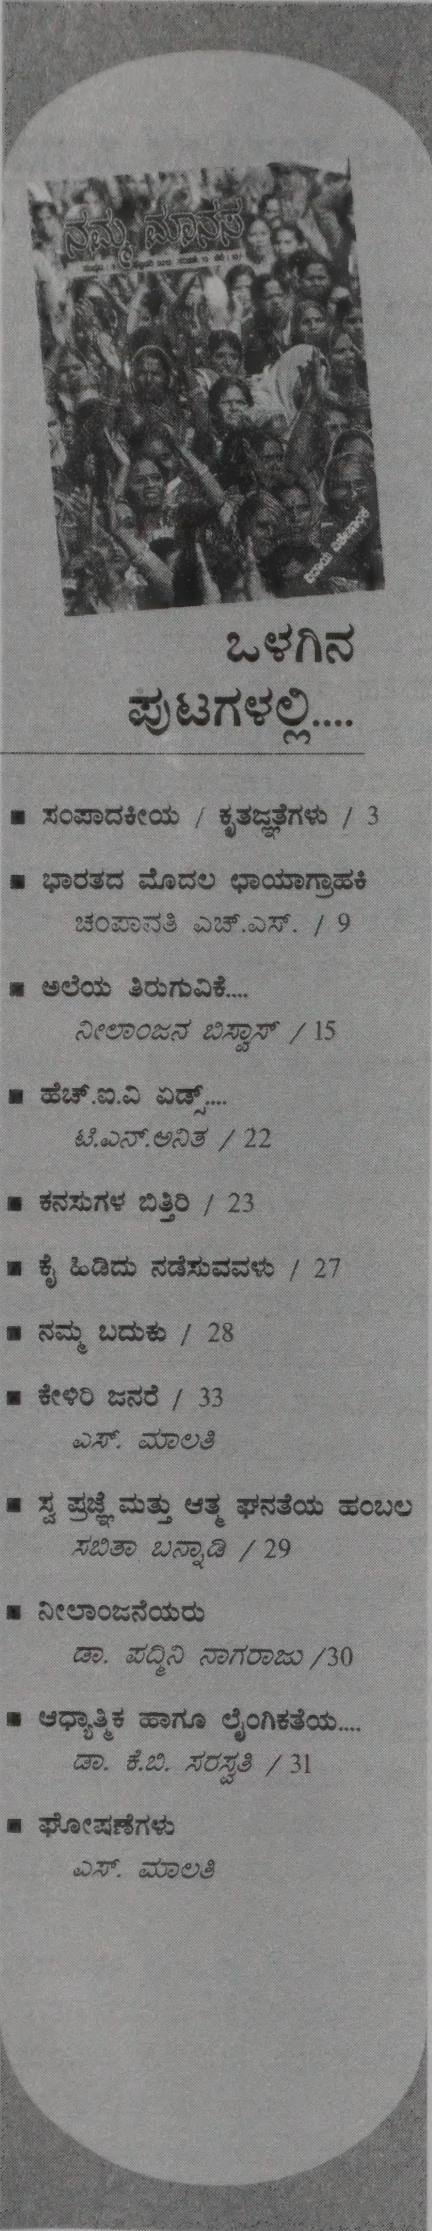 ನಮ್ಮ ಮಾನಸ
ಒಳಗಿನ
ಪುಟಗಳಲ್ಲಿ....
■ ಸಂಪಾದಕೀಯ / ಕೃತಜ್ಞತೆಗಳು / 3
■ ಭಾರತದ ಮೊದಲ ಛಾಯಾಗ್ರಾಹಕಿ
ಚಂಪಾವತಿ ಎಚ್.ಎಸ್. / 9
■ ಅಲೆಯ ತಿರುಗುವಿಕೆ....
ನೀಲಾಂಜನ ಬಿಸ್ವಾಸ್ / 15
■ ಹೆಚ್.ಐ.ವಿ ಏಡ್ಸ್....
ಟಿ.ಎನ್.ಅನಿತ / 22
■ ಕನಸುಗಳ ಬಿತ್ತಿರಿ / 23
■ ಕೈ ಹಿಡಿದು ನಡೆಸುವವಳು / 27
■ ನಮ್ಮ ಬದುಕು / 28
■ ಕೇಳಿರಿ ಜನರೆ / 33
ಎಸ್. ಮಾಲತಿ
■ ಸ್ವ ಪ್ರಜ್ಞೆ ಮತ್ತು ಆತ್ಮ ಘನತೆಯ ಹಂಬಲ
ಸಬಿತಾ ಬನ್ನಾಡಿ / 29
■ ನೀಲಾಂಜನೆಯರು
ಡಾ. ಪದ್ಮಿನಿ ನಾಗರಾಜು /30
■ ಆಧ್ಯಾತ್ಮಿಕ ಹಾಗೂ ಲೈಂಗಿಕತೆಯ....
ಡಾ. ಕೆ.ಬಿ. ಸರಸ್ವತಿ / 31
■ ಘೋಷಣೆಗಳು
ಎಸ್. ಮಾಲತಿ